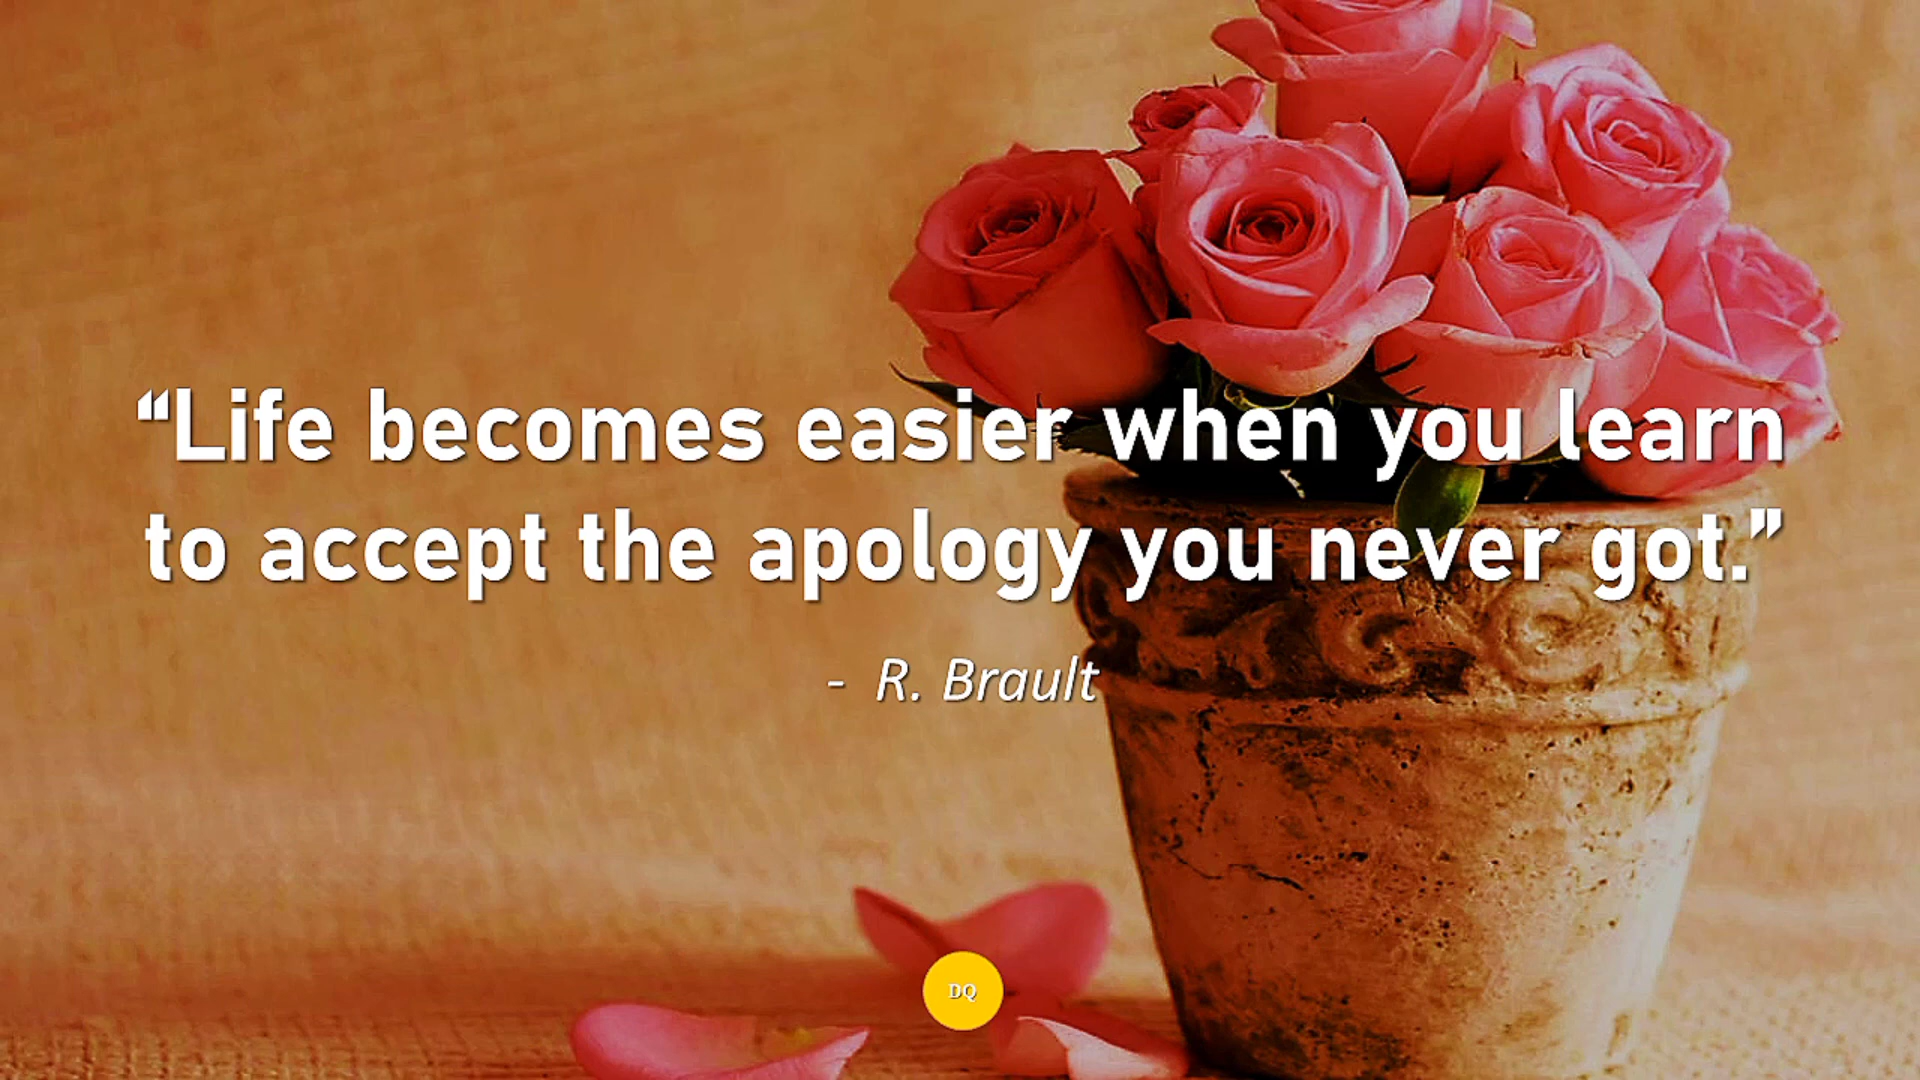 “Life becomes easier when you learn
to accept the apology you never got.”
- R. Brault
DQ